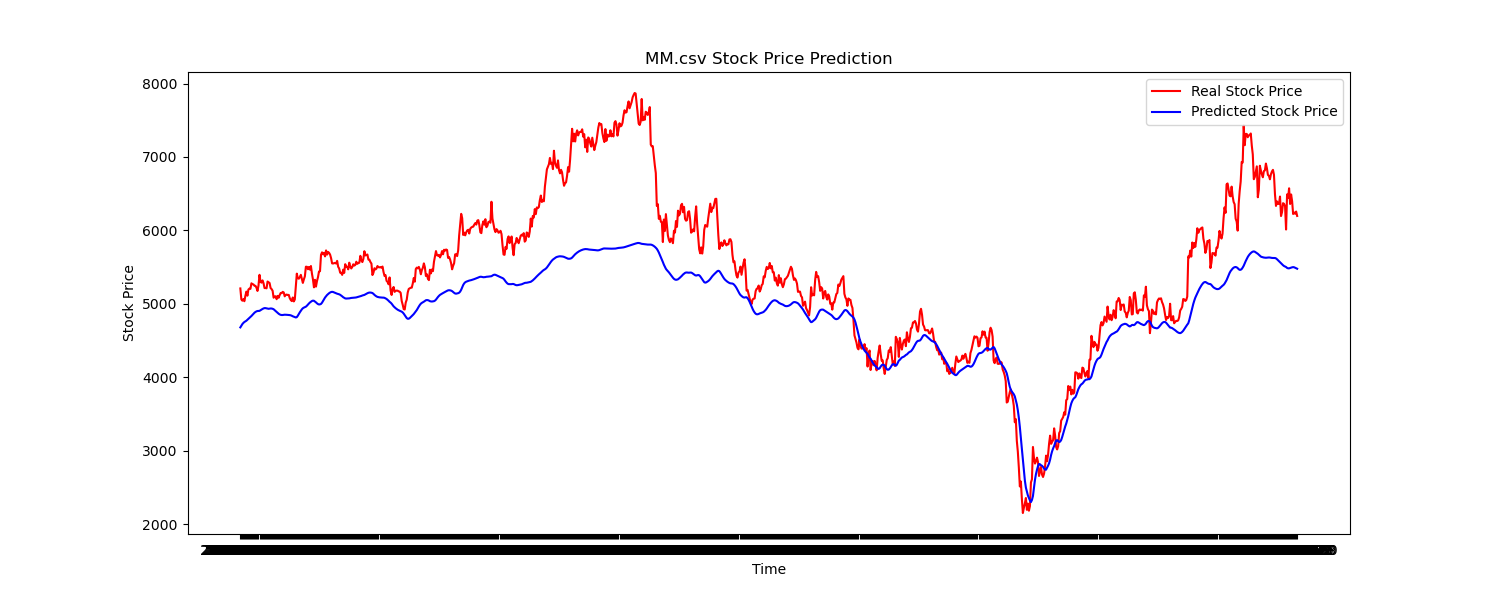 MM.csv Stock Price Prediction
Real Stock Price
Predicted Stock Price
8000
7000
6000
5000
4000
3000
2000
Stock Price
Time